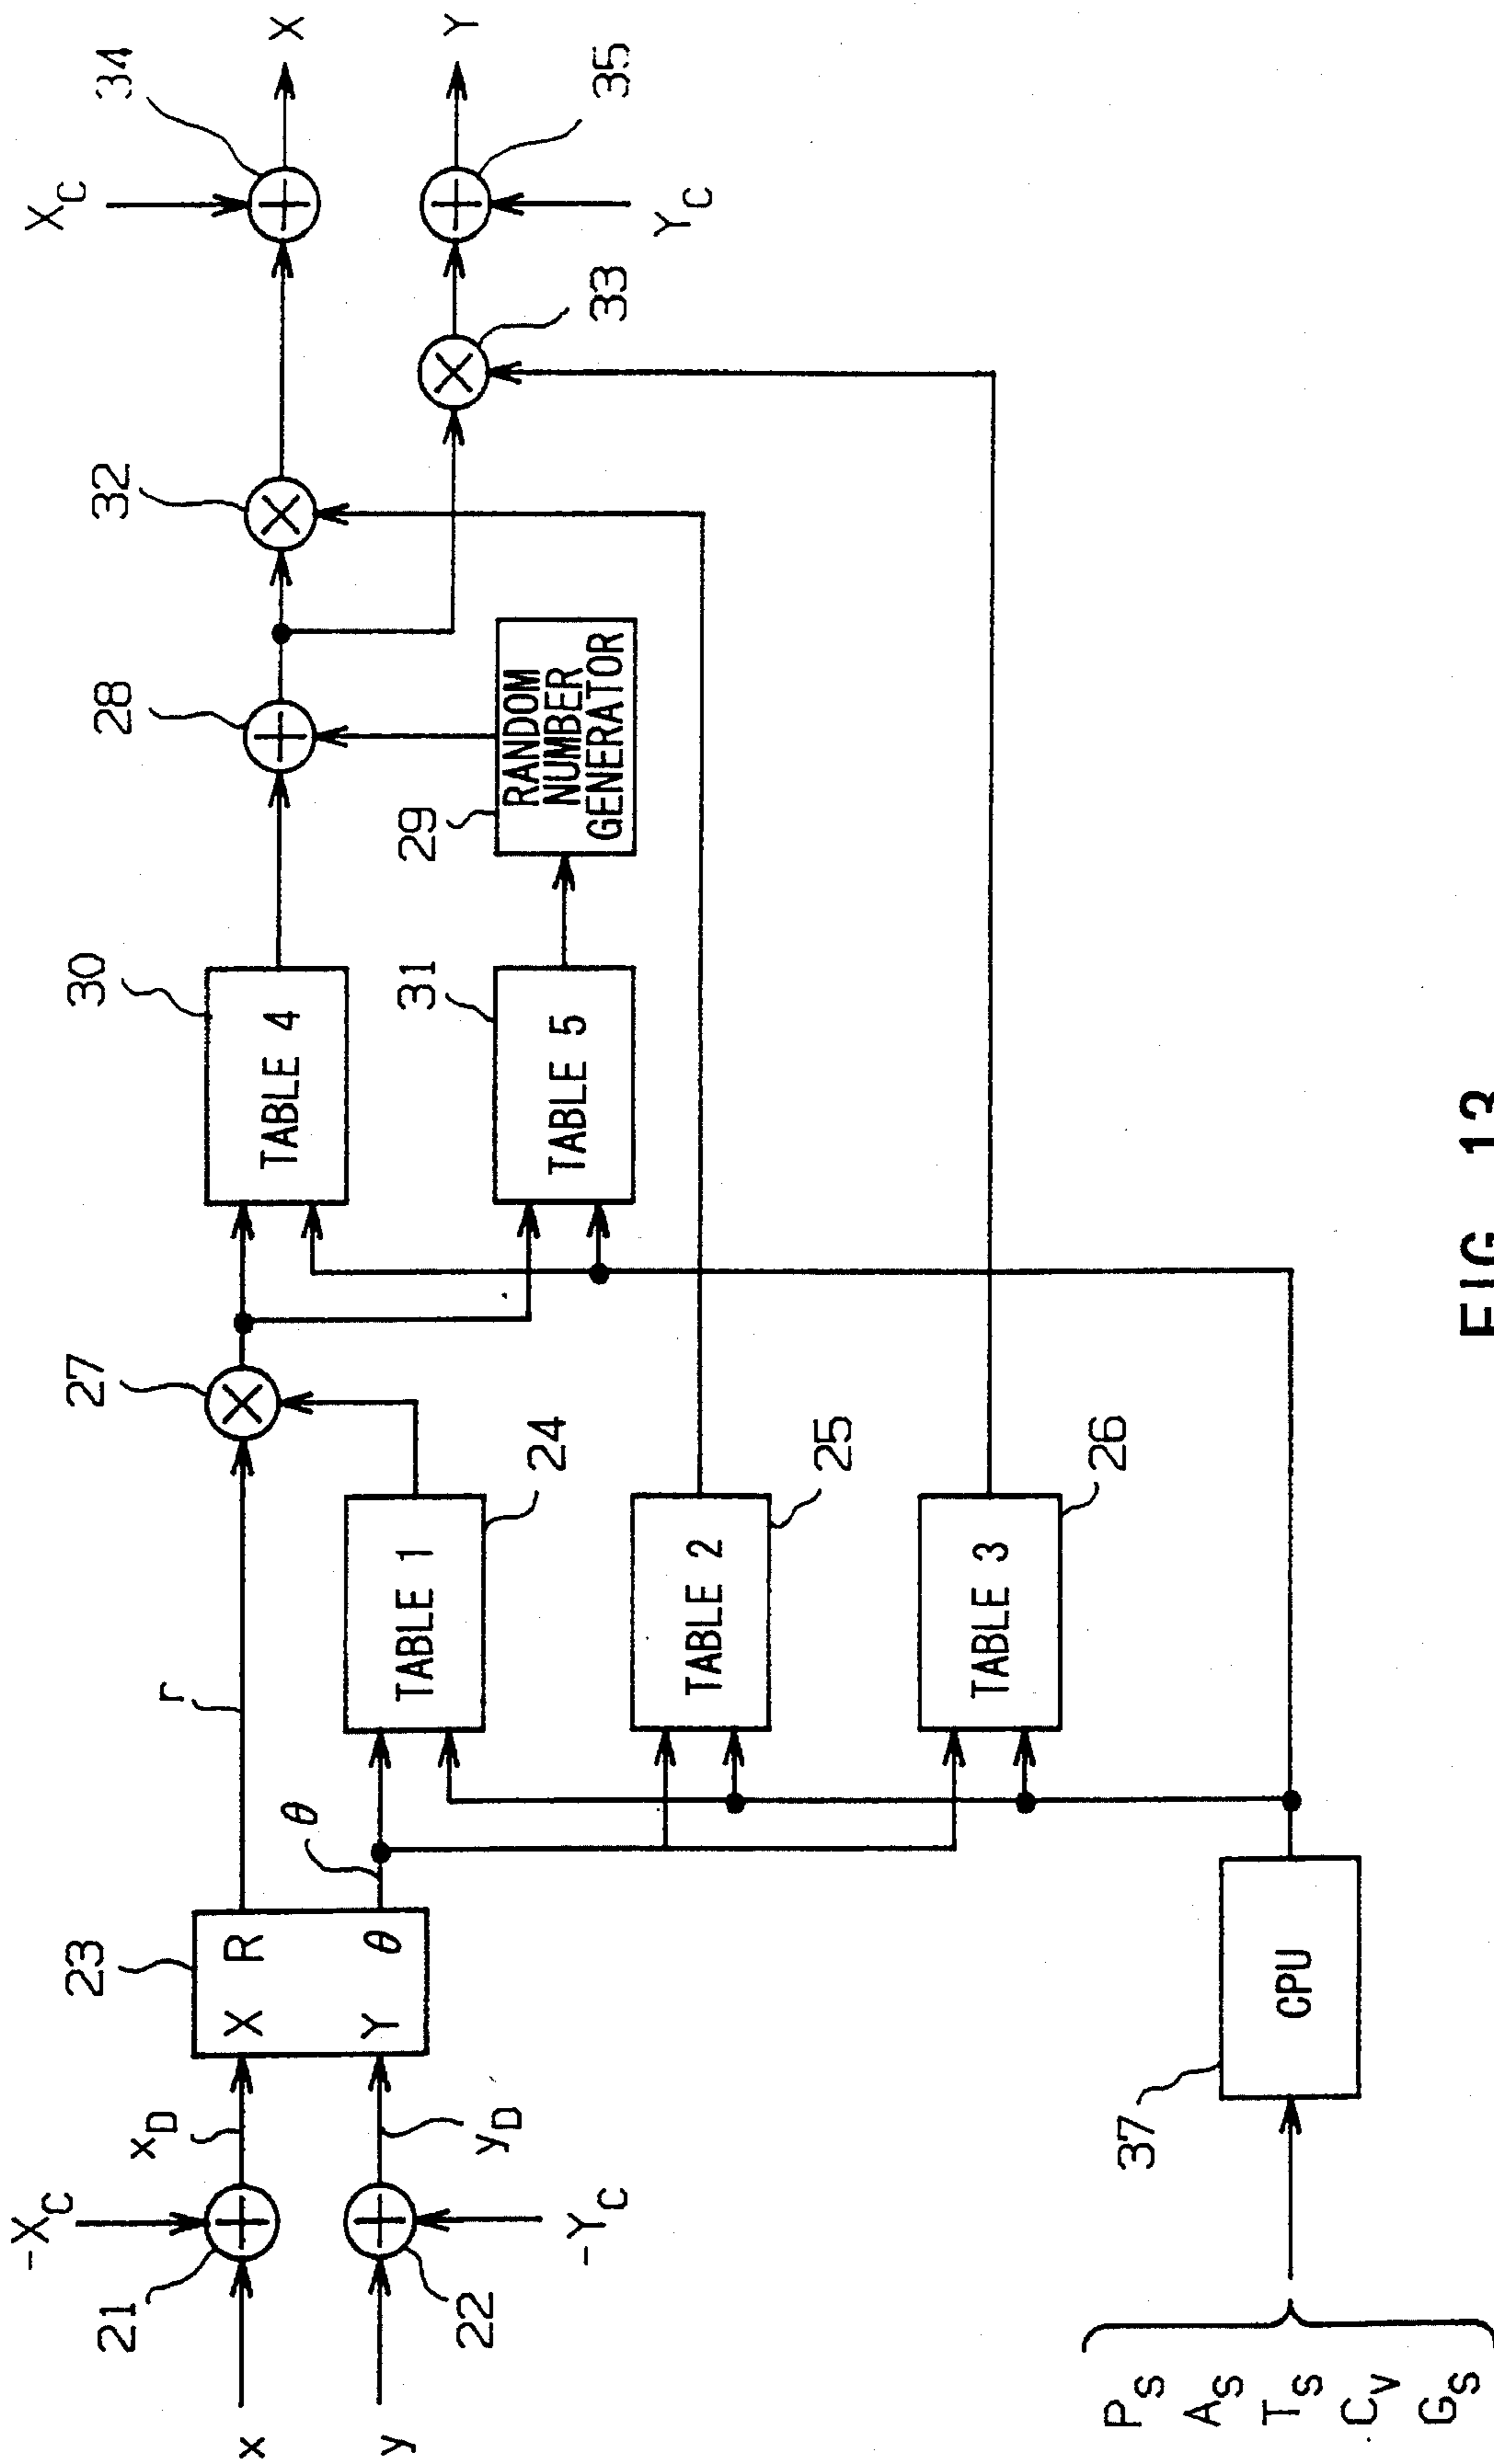 -X_C
21
x
x_D
23
X R
Y θ
r
θ
27
30
TABLE 4
28
32
X_C
34
X
y
22
-Y_C
y_D
TABLE 1
24
31
TABLE 5
29
RANDOM
NUMBER
GENERATOR
33
Y_C
35
Y
TABLE 2
25
TABLE 3
26
37
CPU
P_S
A_S
T_S
C_V
G_S
FIG. 13